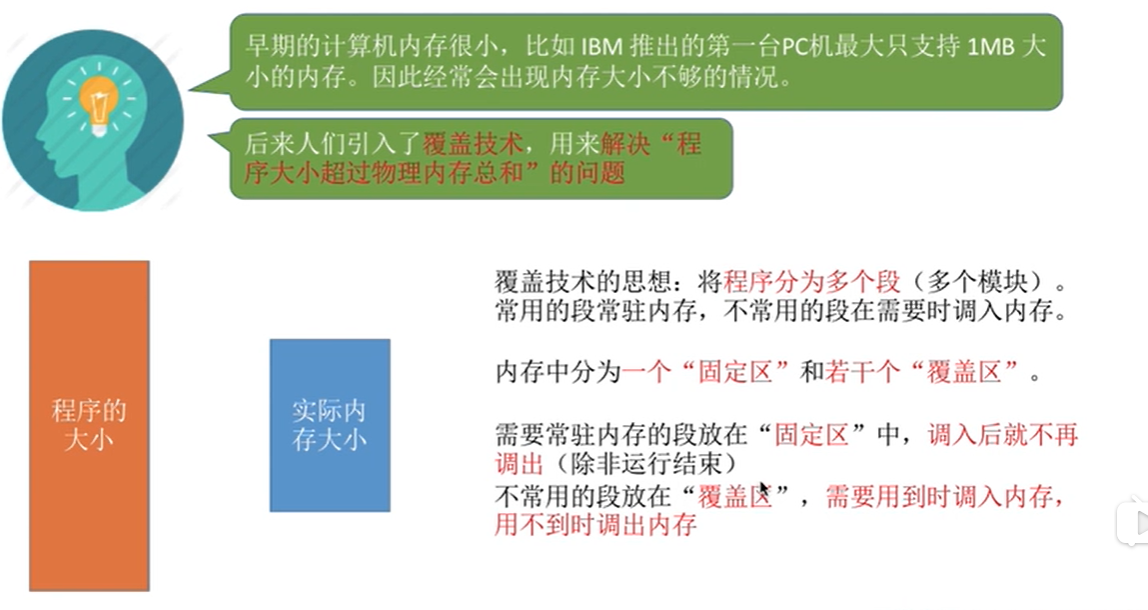 早期的计算机内存很小，比如 IBM 推出的第一台PC机最大只支持 1MB 大
小的内存。因此经常会出现内存大小不够的情况。
后来人们引入了覆盖技术，用来解决“程
序大小超过物理内存总和”的问题
程序的
大小
实际内
存大小
覆盖技术的思想：将程序分为多个段（多个模块）。
常用的段常驻内存，不常用的段在需要时调入内存。
内存中分为一个“固定区”和若干个“覆盖区”。
需要常驻内存的段放在“固定区”中，调入后就不再
调出（除非运行结束）
不常用的段放在“覆盖区”，需要用到时调入内存，
用不到时调出内存